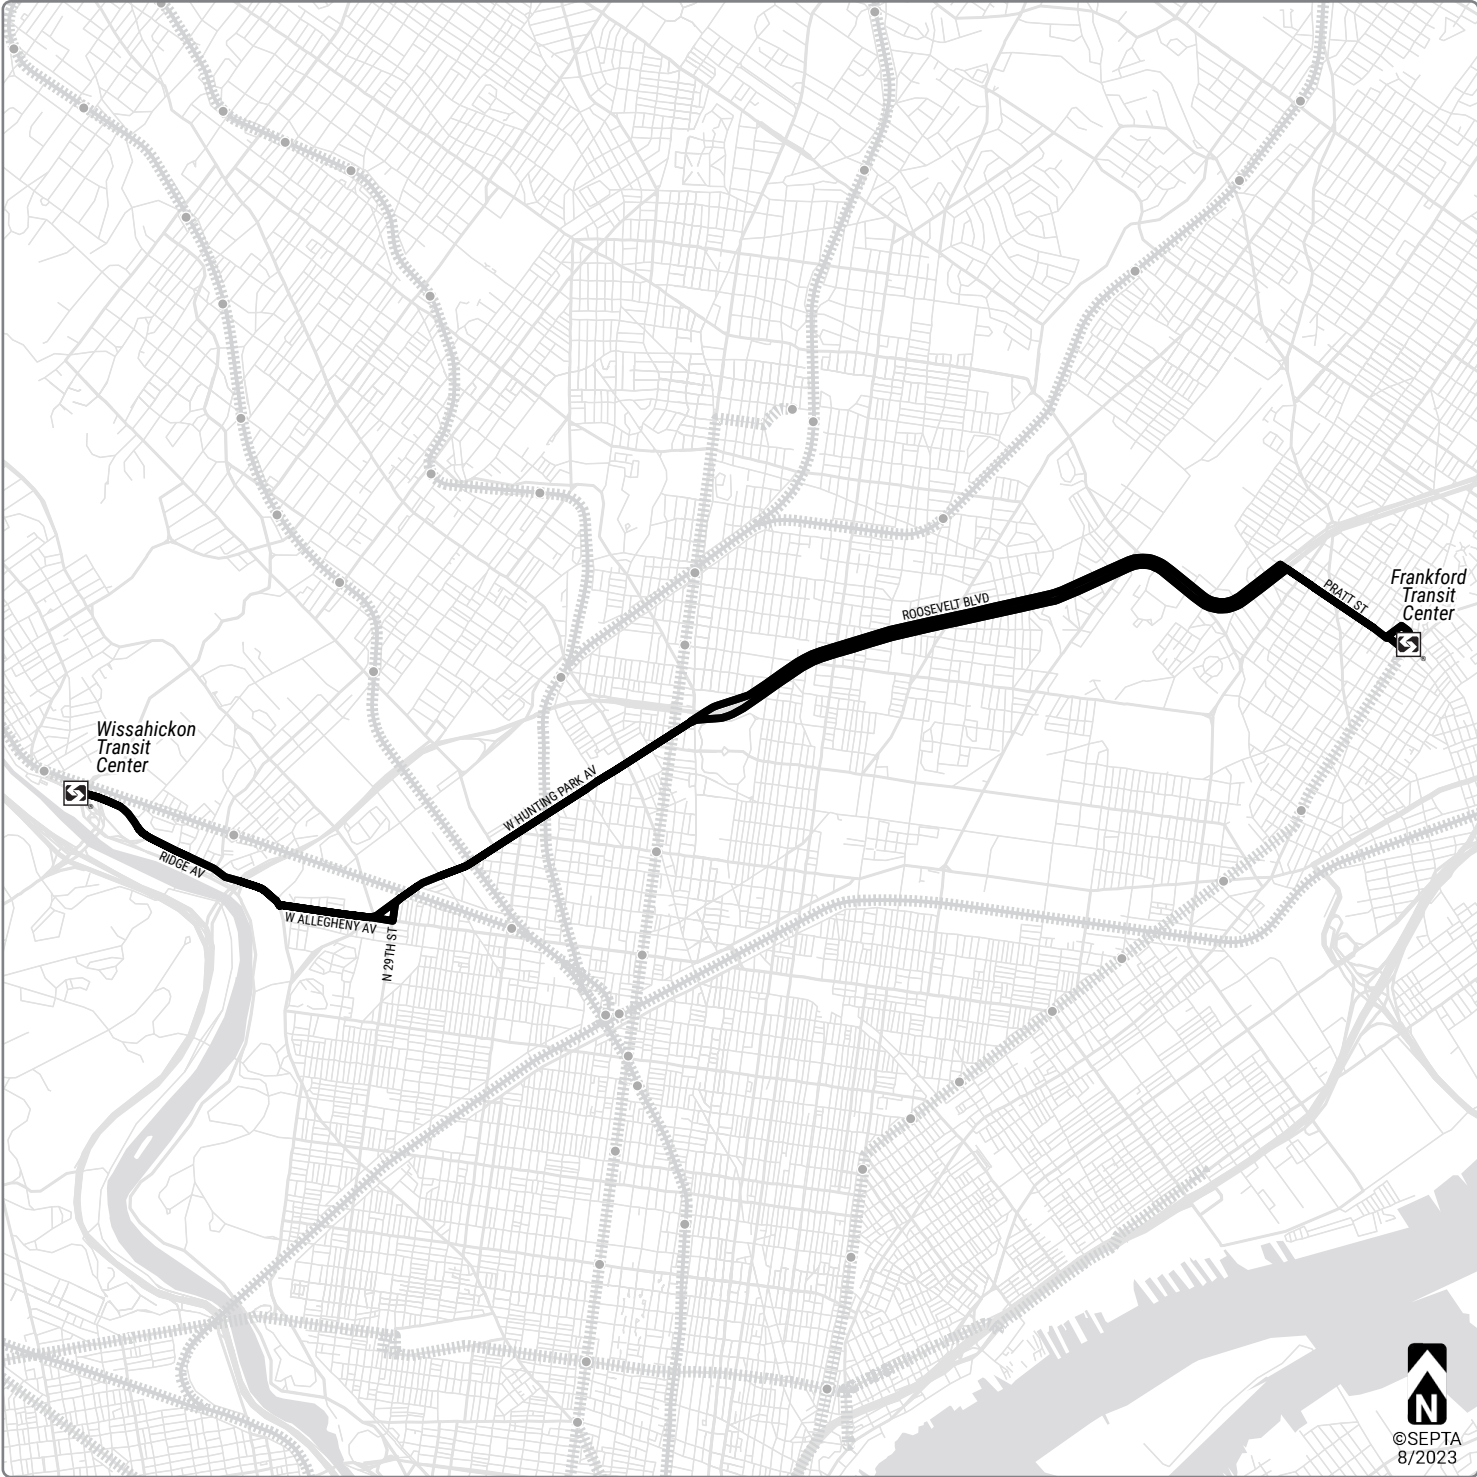 Frankford
Transit
Center
PRATT ST
ROOSEVELT BLVD
Wissahickon
Transit
Center
W HUNTING PARK AV
RIDGE AV
W ALLEGHENY AV
N 29TH ST
N
©SEPTA
8/2023